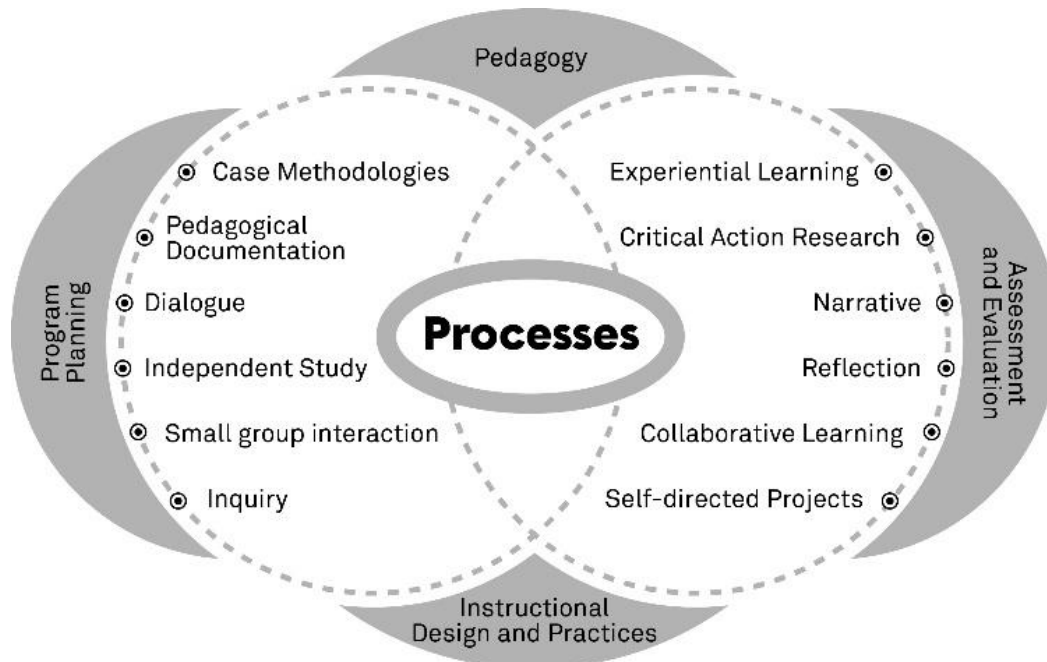 Pedagogy
Program
Planning
Case Methodologies
Pedagogical
Documentation
Dialogue
Independent Study
Small group interaction
Inquiry
Processes
Experiential Learning
Critical Action Research
Narrative
Reflection
Collaborative Learning
Self-directed Projects
Assessment
and Evaluation
Instructional
Design and Practices